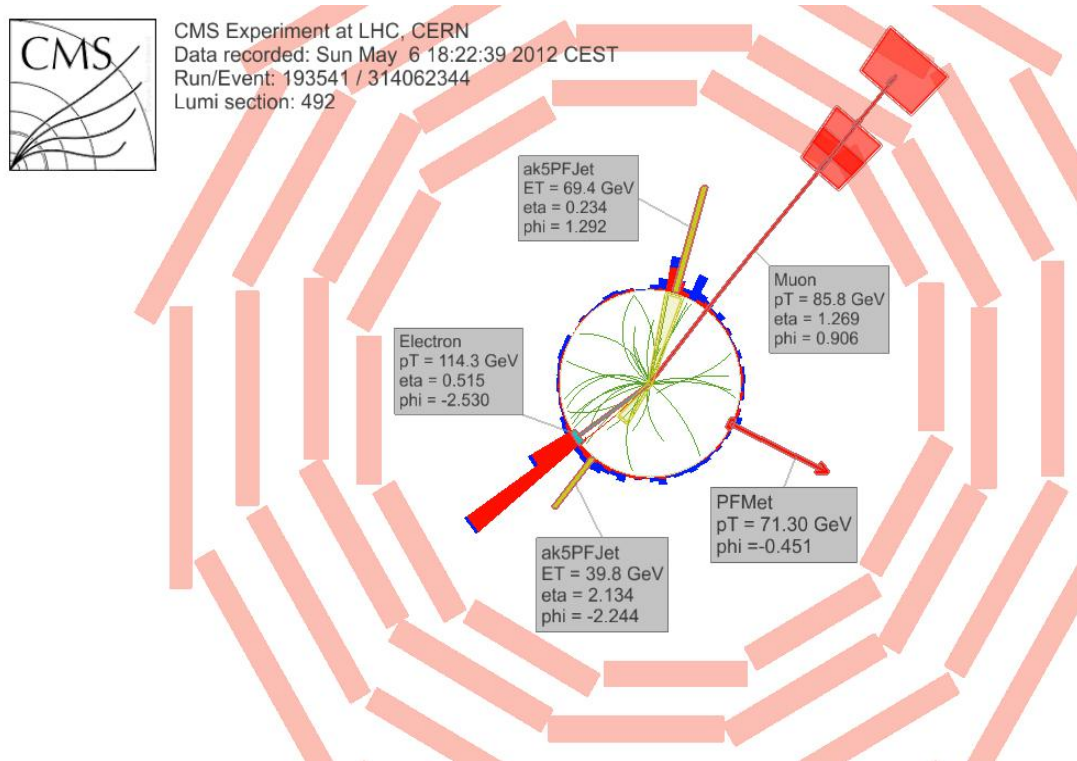 CMS
CMS Experiment at LHC, CERN
Data recorded: Sun May 6 18:22:39 2012 CEST
Run/Event: 193541 / 314062344
Lumi section: 492
ak5PFJet
ET = 69.4 GeV
eta = 0.234
phi = 1.292
Muon
pT = 85.8 GeV
eta = 1.269
phi = 0.906
Electron
pT = 114.3 GeV
eta = 0.515
phi = -2.530
PFMet
pT = 71.30 GeV
phi =-0.451
ak5PFJet
ET = 39.8 GeV
eta = 2.134
phi = -2.244